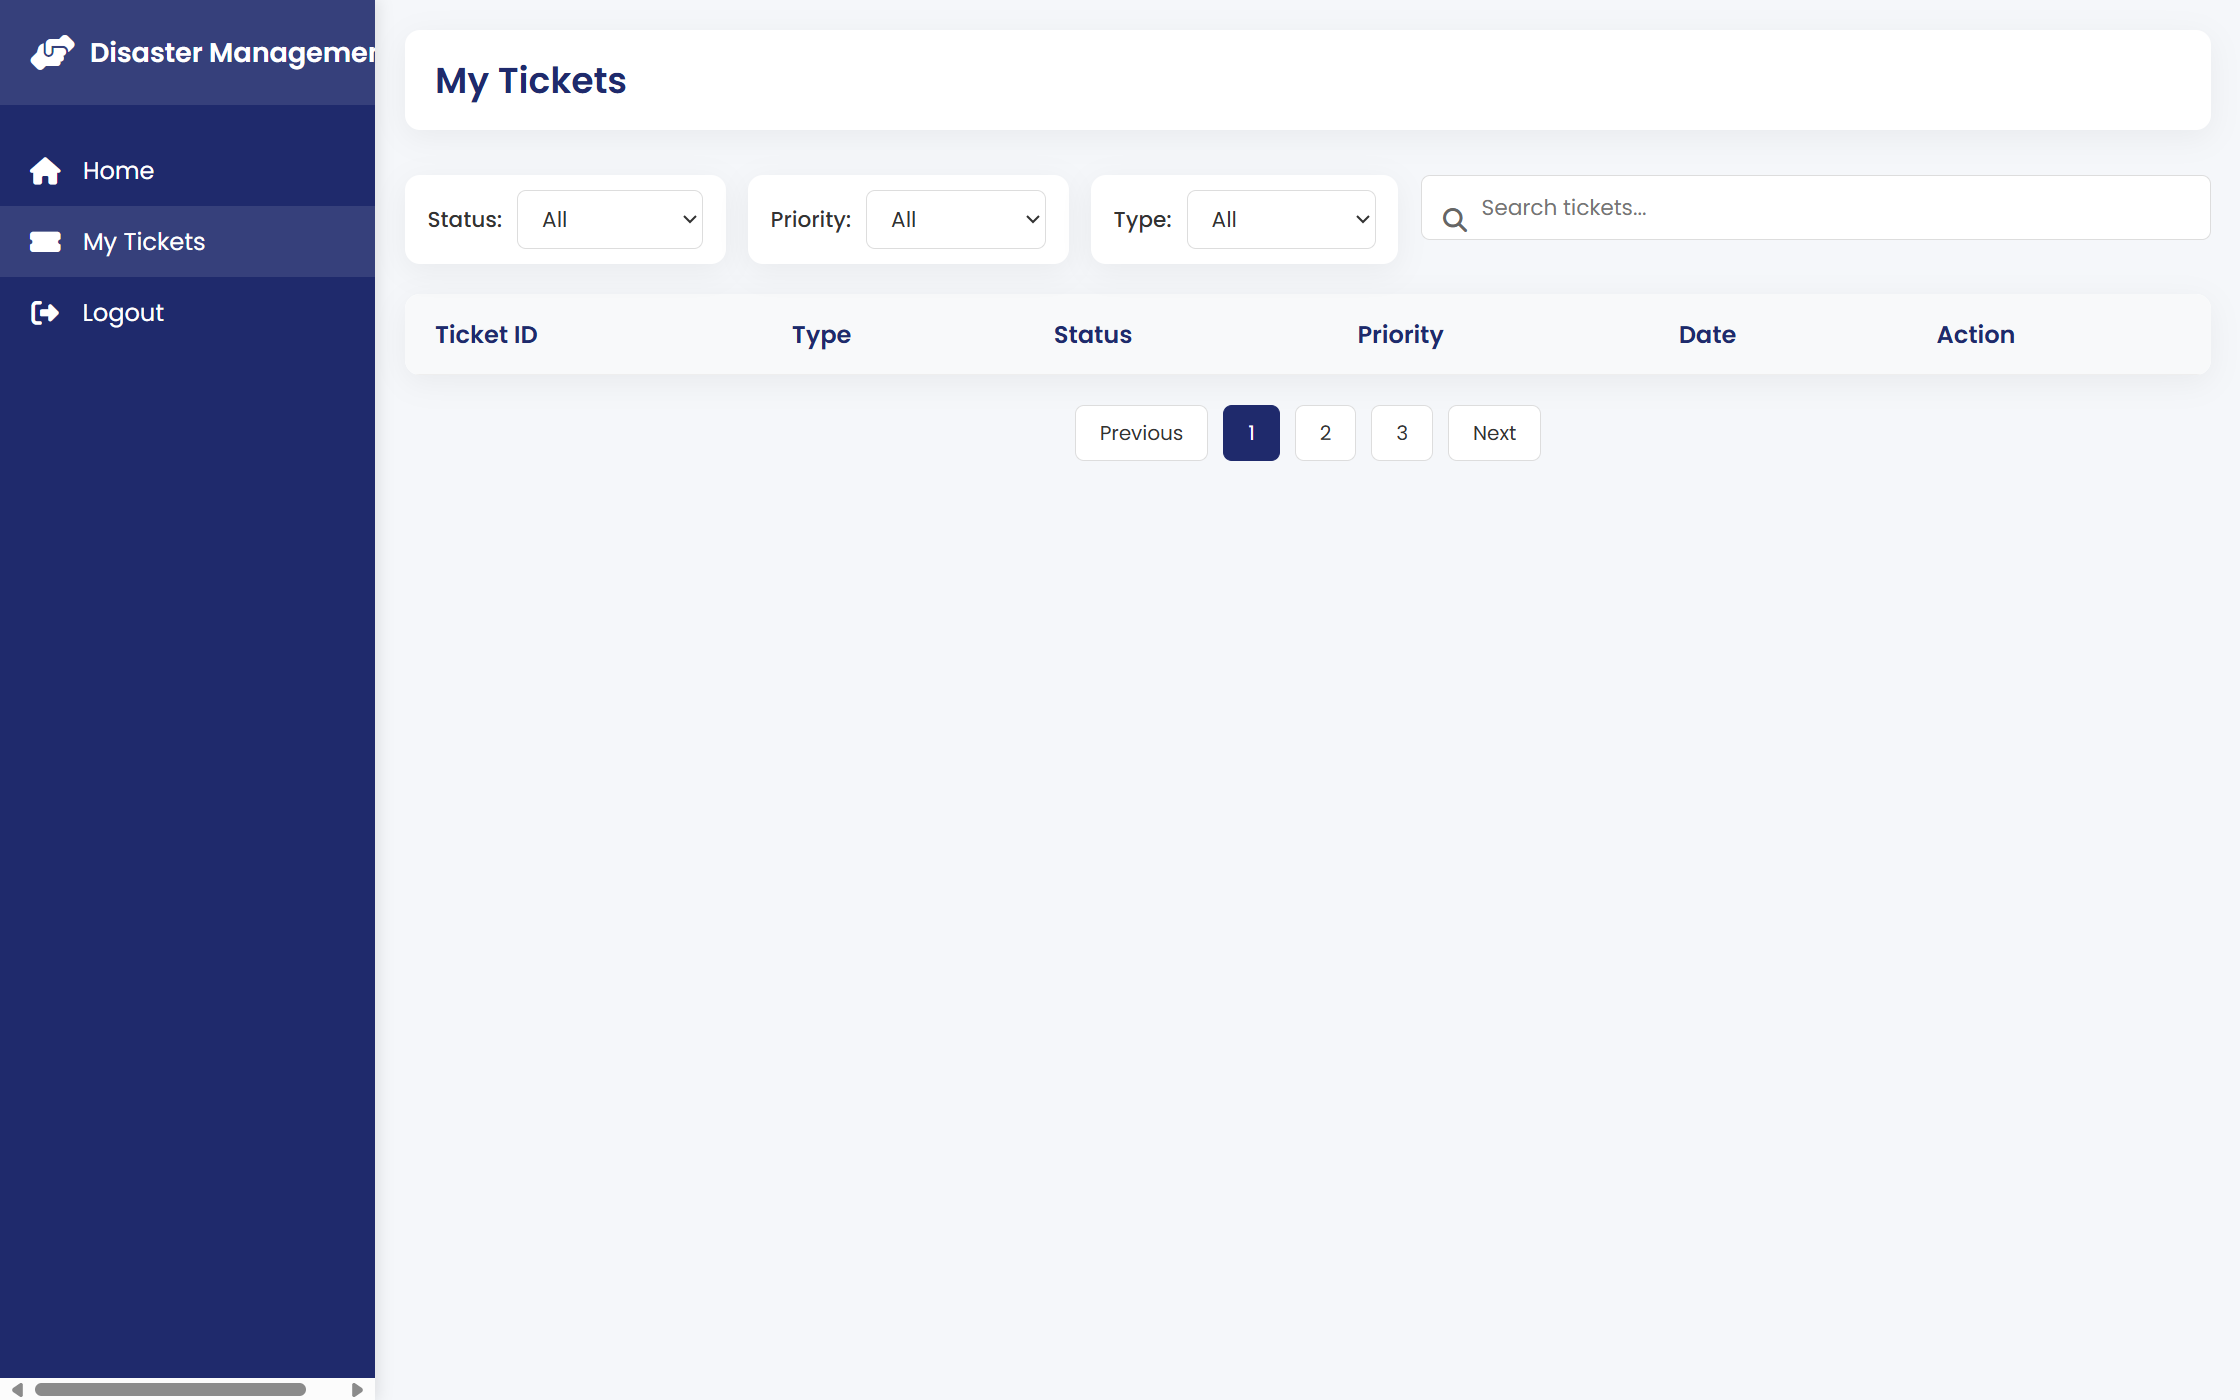 Disaster Managemen
Home
My Tickets
Logout
My Tickets
Status: All
Priority: All
Type: All
Search tickets...
Ticket ID Type Status Priority Date Action
Previous 1 2 3 Next